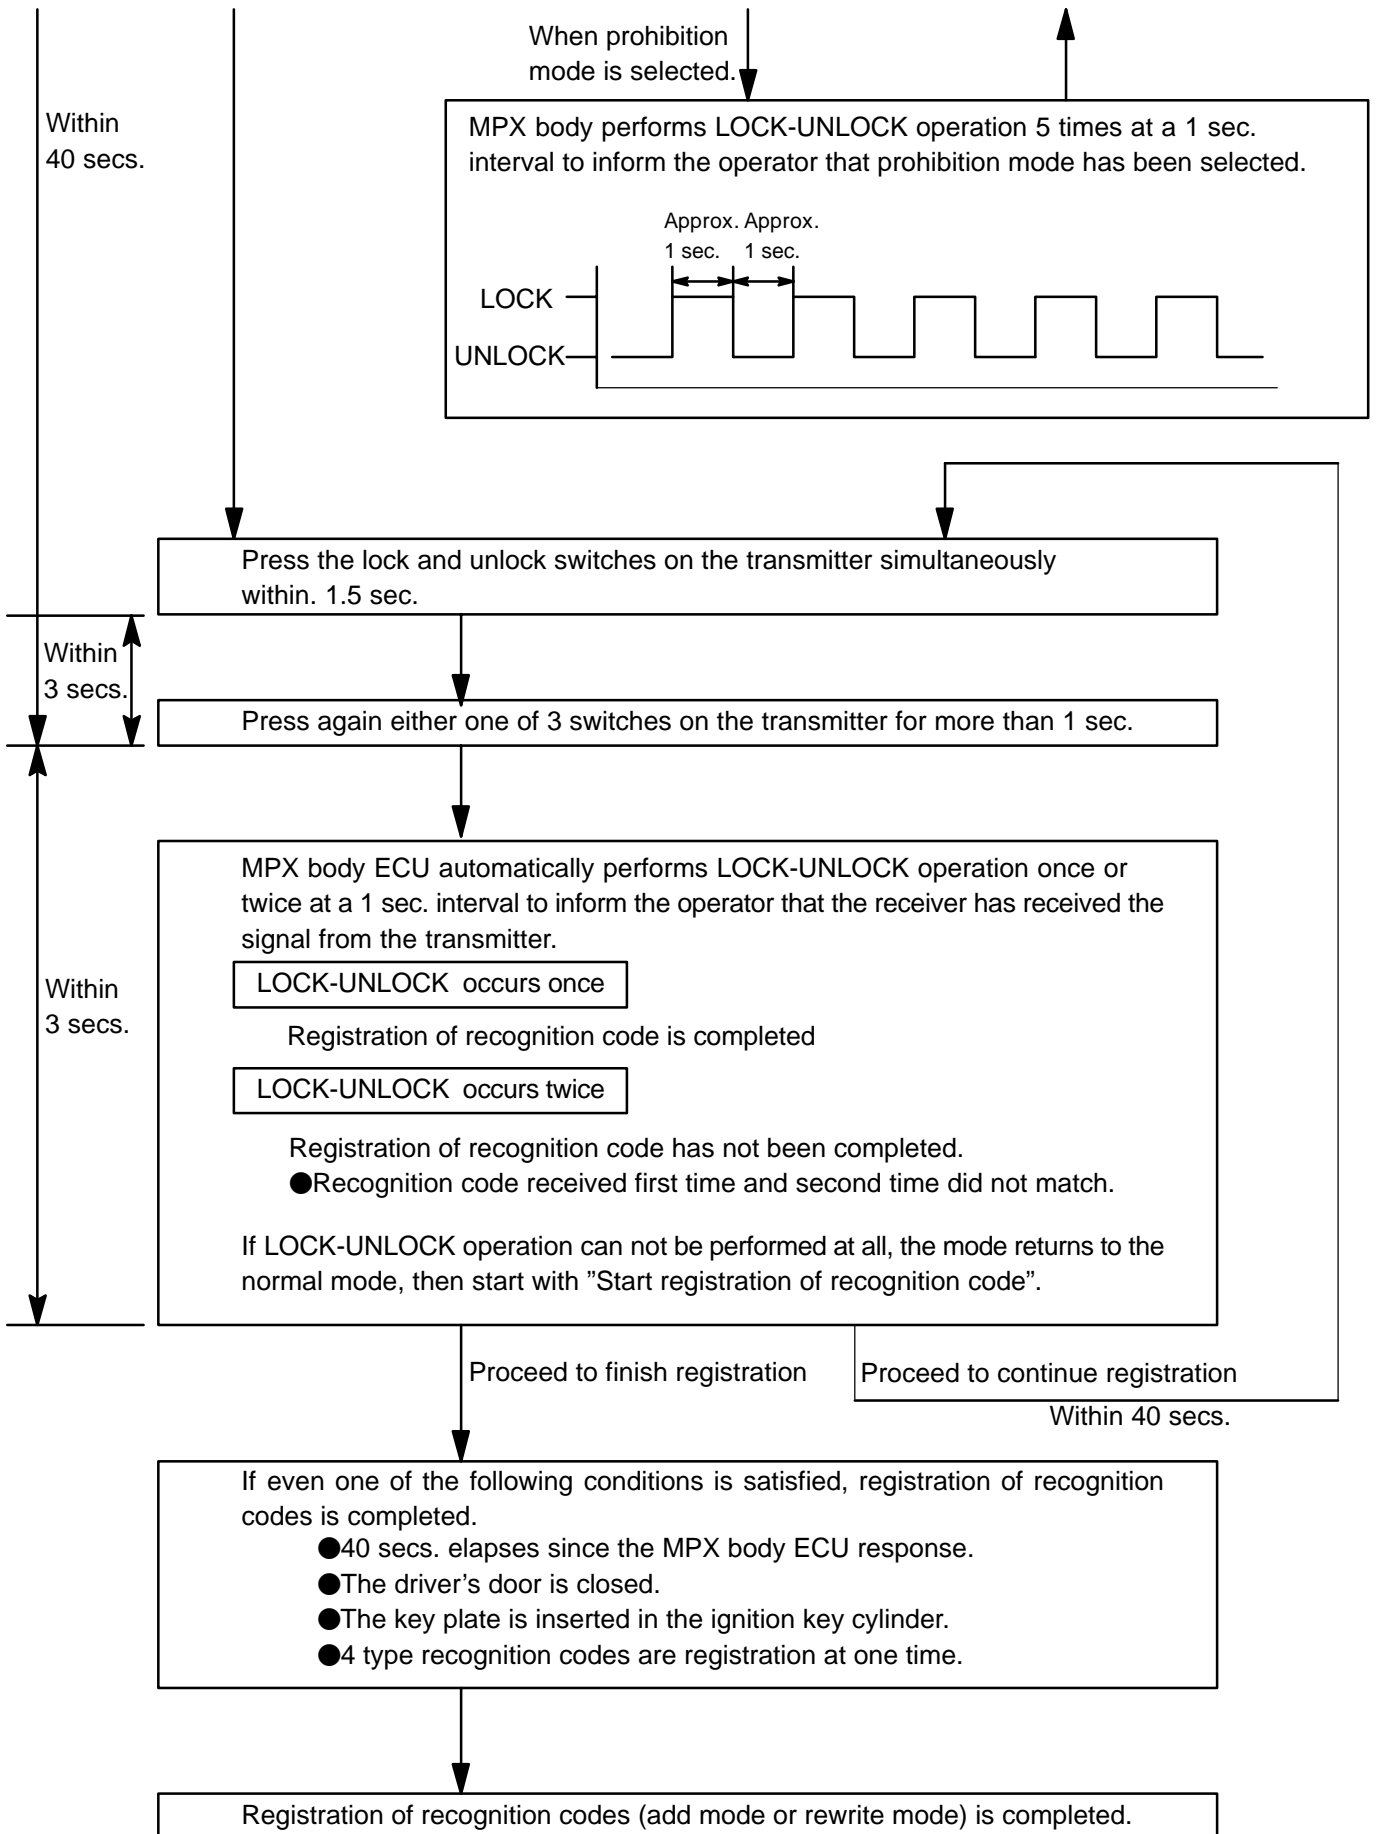 When prohibition
mode is selected.
Within
40 secs.
MPX body performs LOCK-UNLOCK operation 5 times at a 1 sec.
interval to inform the operator that prohibition mode has been selected.
Approx. Approx.
1 sec. 1 sec.
LOCK
UNLOCK
Press the lock and unlock switches on the transmitter simultaneously
within. 1.5 sec.
Within
3 secs.
Press again either one of 3 switches on the transmitter for more than 1 sec.
MPX body ECU automatically performs LOCK-UNLOCK operation once or
twice at a 1 sec. interval to inform the operator that the receiver has received the
signal from the transmitter.
LOCK-UNLOCK occurs once
Within
3 secs.
Registration of recognition code is completed
LOCK-UNLOCK occurs twice
Registration of recognition code has not been completed.
●Recognition code received first time and second time did not match.
If LOCK-UNLOCK operation can not be performed at all, the mode returns to the
normal mode, then start with ”Start registration of recognition code”.
Proceed to finish registration
Proceed to continue registration
Within 40 secs.
If even one of the following conditions is satisfied, registration of recognition
codes is completed.
●40 secs. elapses since the MPX body ECU response.
●The driver’s door is closed.
●The key plate is inserted in the ignition key cylinder.
●4 type recognition codes are registration at one time.
Registration of recognition codes (add mode or rewrite mode) is completed.